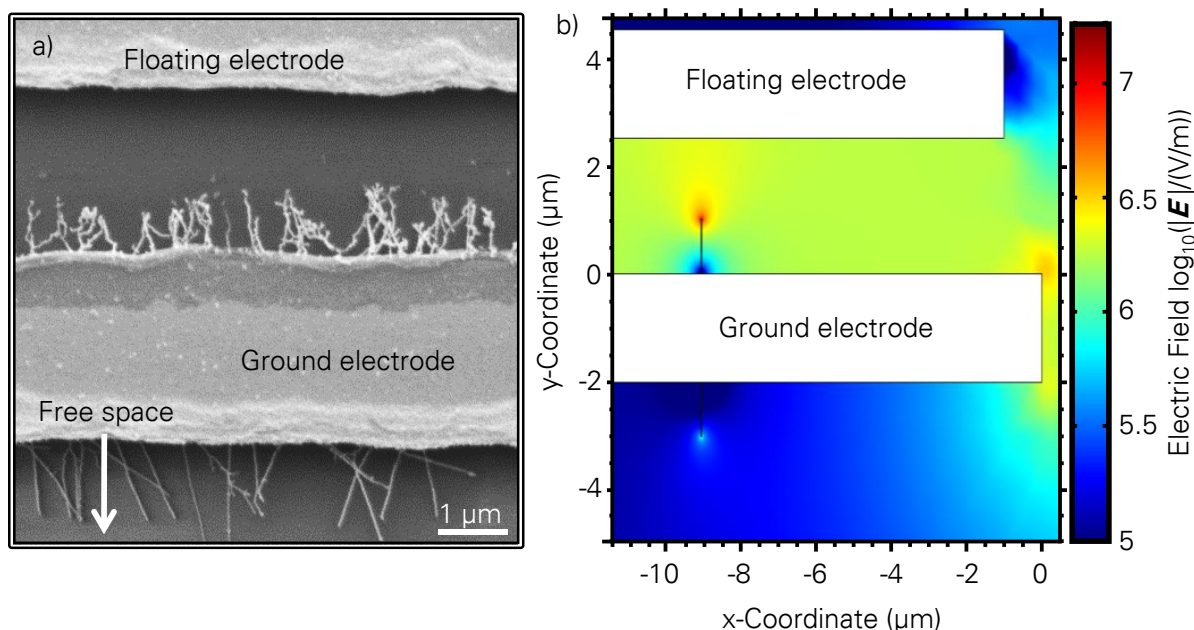 a)
Floating electrode
Ground electrode
Free space
1 µm
b)
Floating electrode
Ground electrode
4
2
0
-2
-4
y-Coordinate (µm)
-10 -8 -6 -4 -2 0
x-Coordinate (µm)
7
6.5
6
5.5
5
Electric Field log10(|E|/(V/m))